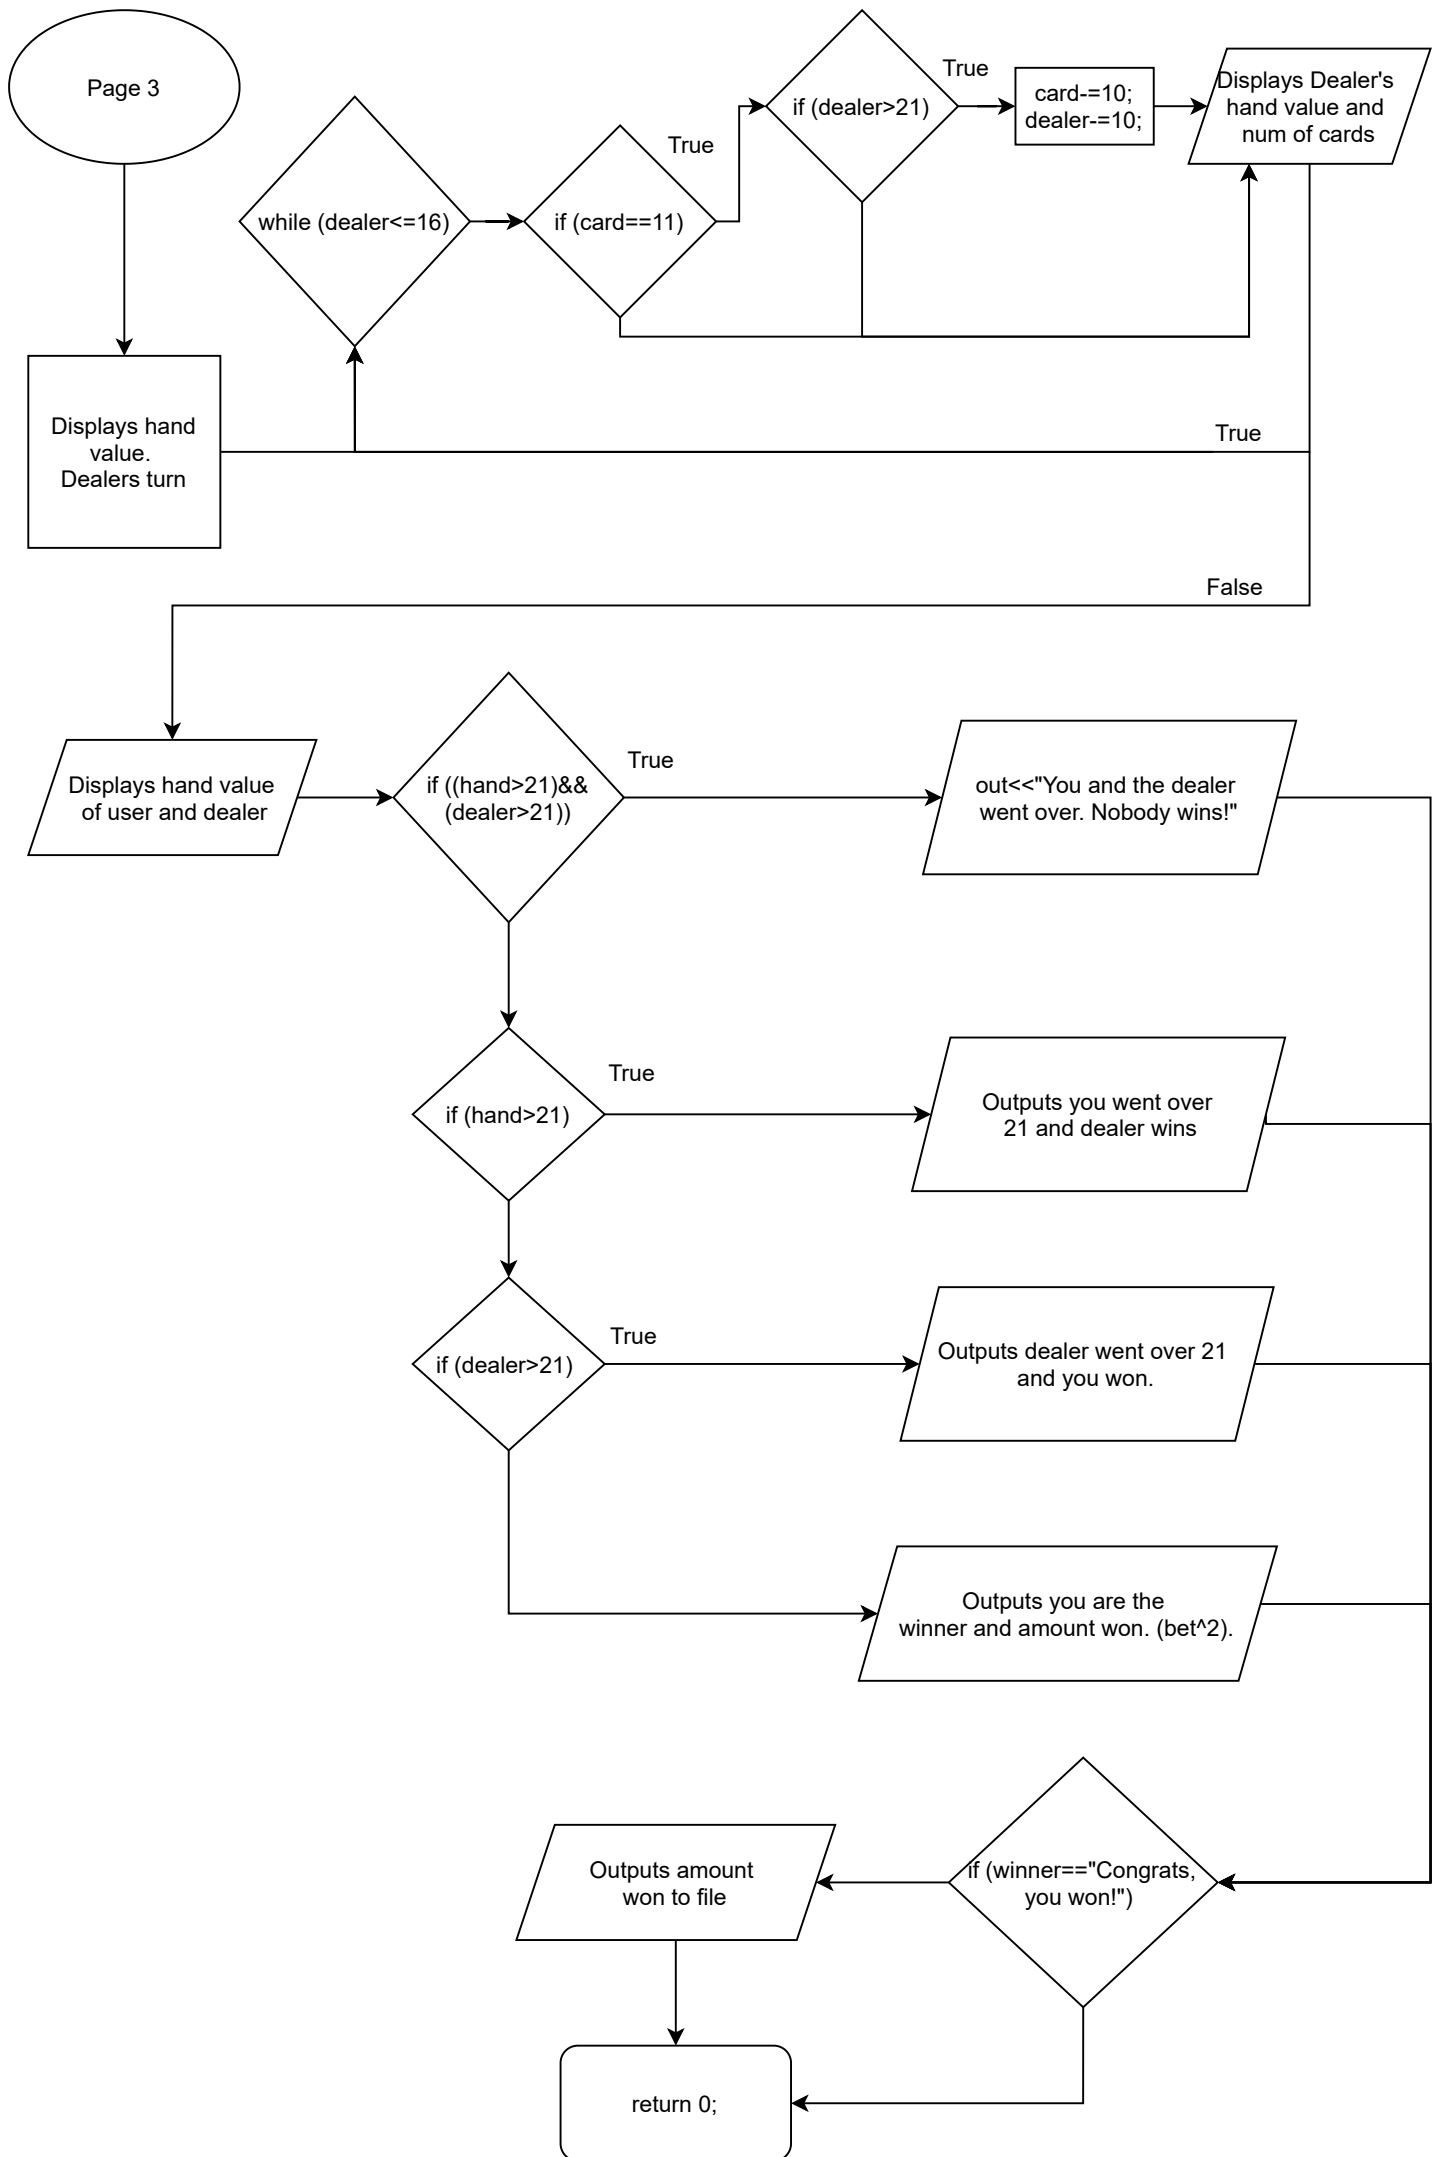 Page 3
while (dealer<=16)
True
if (card==11)
True
if (dealer>21)
card-=10;
dealer-=10;
Displays Dealer's
hand value and
num of cards
Displays hand
value.
Dealers turn
True
False
Displays hand value
of user and dealer
if ((hand>21)&&
(dealer>21))
True
out<<"You and the dealer
went over. Nobody wins!"
if (hand>21)
True
Outputs you went over
21 and dealer wins
if (dealer>21)
True
Outputs dealer went over 21
and you won.
Outputs you are the
winner and amount won. (bet^2).
if (winner=="Congrats,
you won!")
Outputs amount
won to file
return 0;